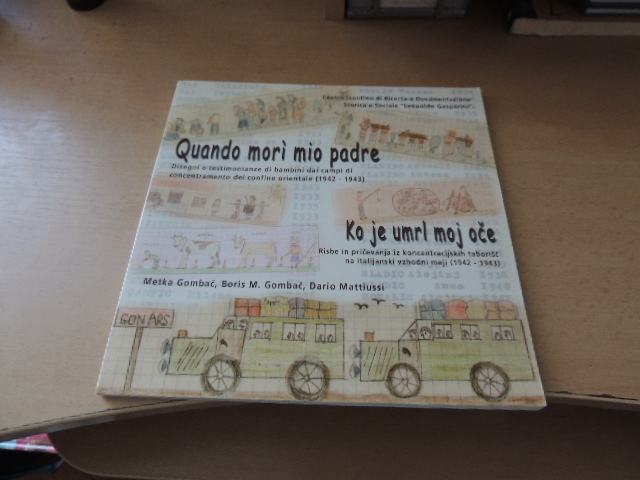 Centro Isontino di Ricerca e Documentazione
Storica e Sociale "Leopoldo Gasparini"
Quando morì mio padre
Disegni e testimonianze di bambini dai campi di
concentramento del confine orientale (1942 - 1943)
Ko je umrl moj oče
Risbe in pričevanja iz koncentracijskih taborišč
na italijanski vzhodni meji (1942 - 1943)
Metka Gombač, Boris M. Gombač, Dario Mattiussi
GONARS